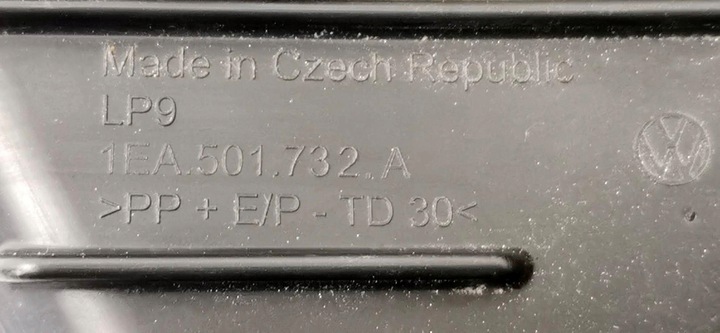 Made in Czech Republic
LP9
1EA.501.732.A
>PP + E/P - TD 30<